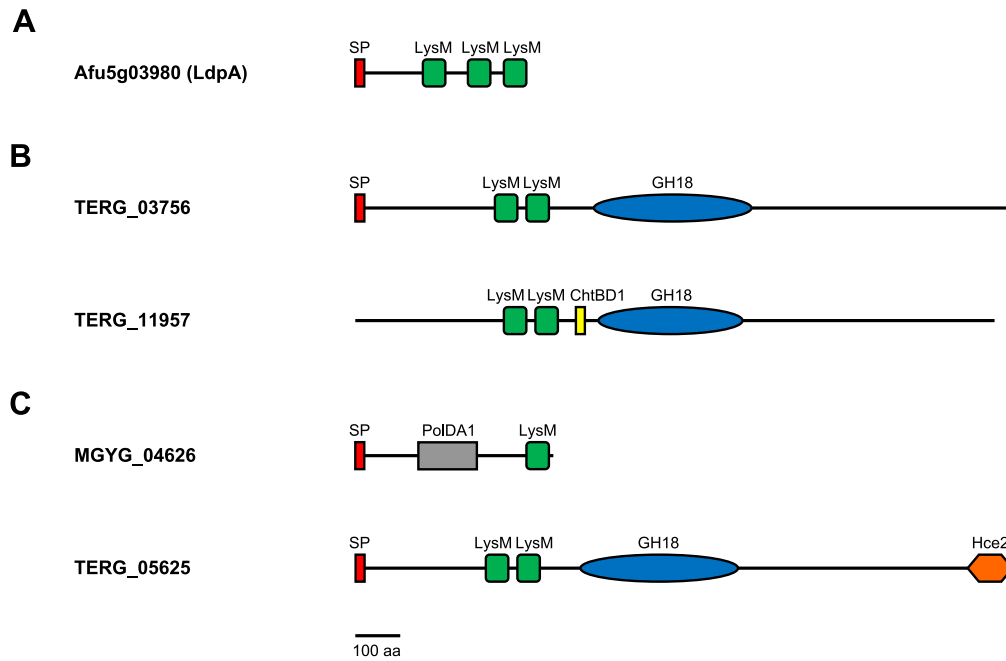 A
SP LysM LysM LysM
Afu5g03980 (LdpA)
B
SP LysM LysM GH18
TERG_03756
LysM LysM ChtBD1 GH18
TERG_11957
C
SP PolDA1 LysM
MGYG_04626
SP LysM LysM GH18 Hce2
TERG_05625
100 aa